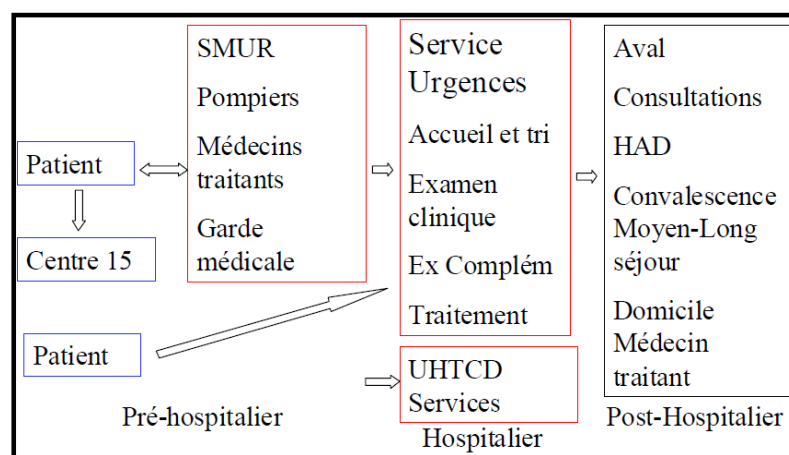 Patient
Centre 15
Patient
Pré-hospitalier
SMUR
Pompiers
Médecins
traitants
Garde
médicale
Service
Urgences
Accueil et tri
Examen
clinique
Ex Complém
Traitement
UHTCD
Services
Hospitalier
Aval
Consultations
HAD
Convalescence
Moyen-Long
séjour
Domicile
Médecin
traitant
Post-Hospitalier